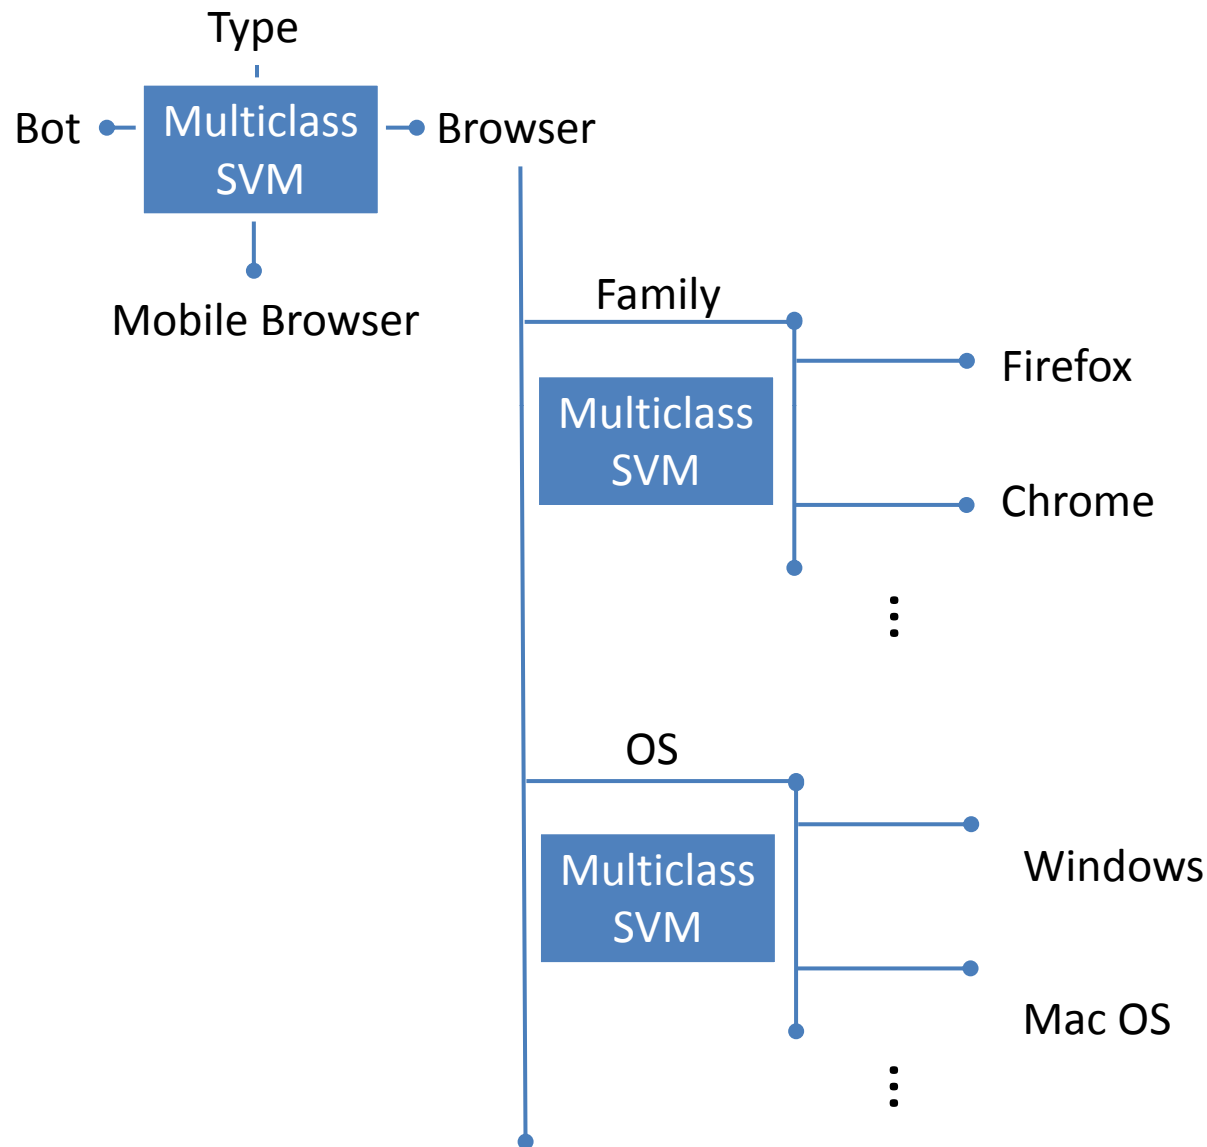 Type
Bot
Multiclass
SVM
Browser
Mobile Browser
Family
Multiclass
SVM
Firefox
Chrome
⋮
OS
Multiclass
SVM
Windows
Mac OS
⋮